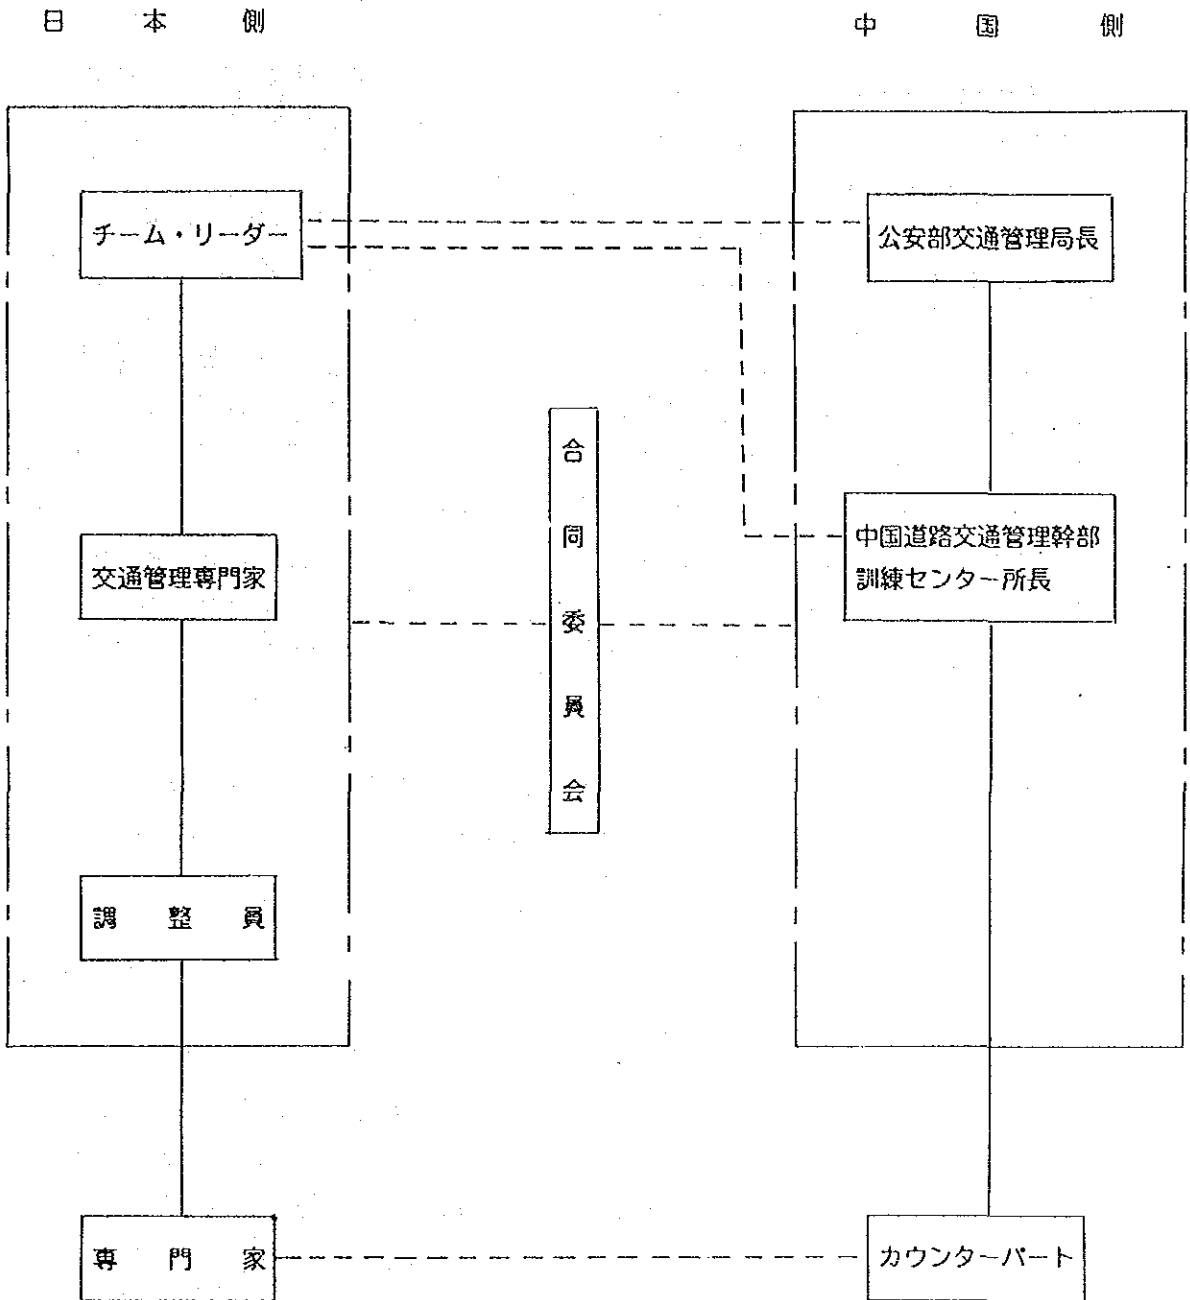 日本側
中国側
チーム・リーダー
公安部交通管理局長
合同委員会
中国道路交通管理幹部
訓練センター所長
交通管理専門家
調整員
専門家
カウンターパート